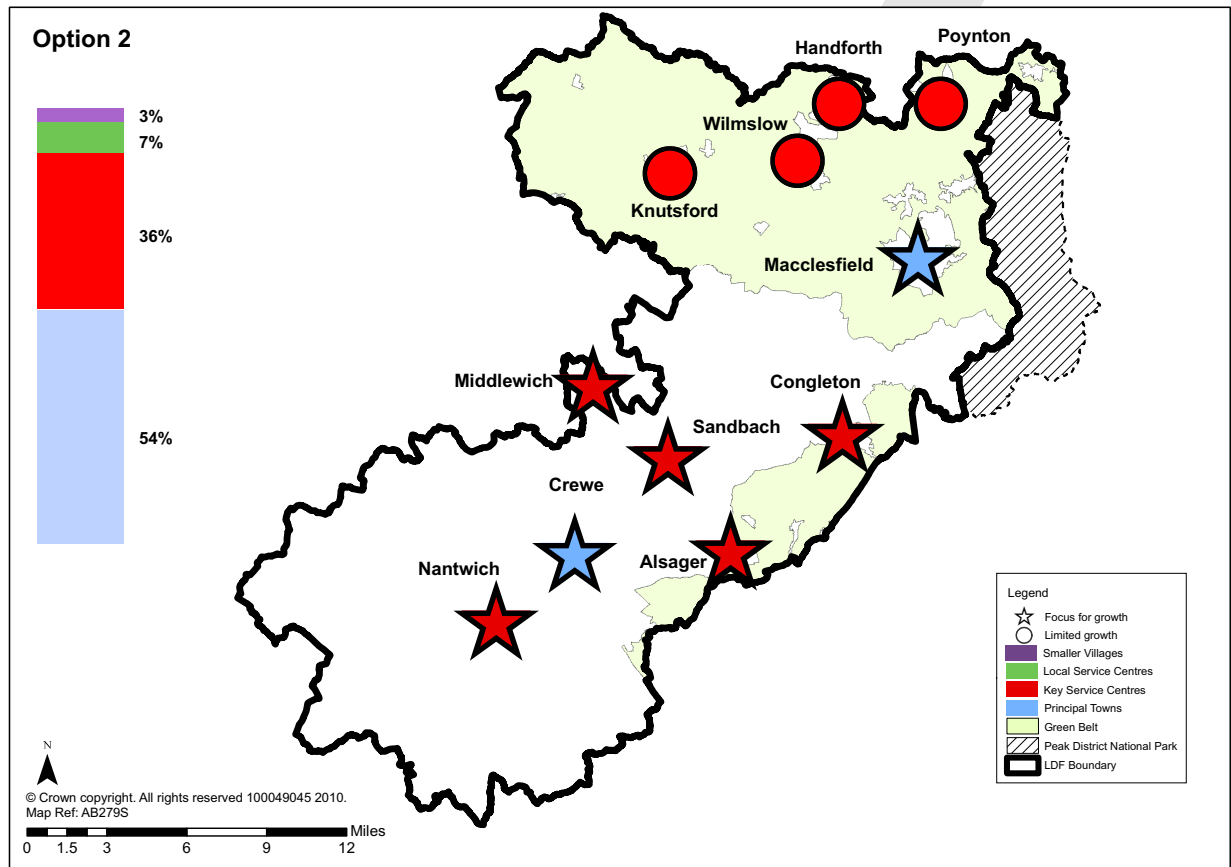 Option 2
3%
7%
36%
54%
Handforth
Poynton
Wilmslow
Knutsford
Macclesfield
Middlewich
Congleton
Sandbach
Crewe
Alsager
Nantwich
Legend
Focus for growth
Limited growth
Smaller Villages
Local Service Centres
Key Service Centres
Principal Towns
Green Belt
Peak District National Park
LDF Boundary
N
© Crown copyright. All rights reserved 100049045 2010.
Map Ref: AB279S
Miles
0 1.5 3 6 9 12